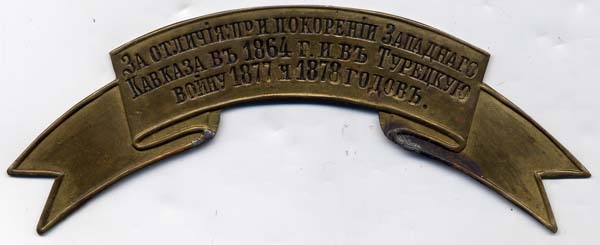 ЗА ОТЛИЧІЯ ПРИ ПОКОРЕНІИ ЗАПАДНАГО
КАВКАЗА ВЪ 1864 Г. И ВЪ ТУРЕЦКУЮ
ВОЙНУ 1877 И 1878 ГОДОВЪ.